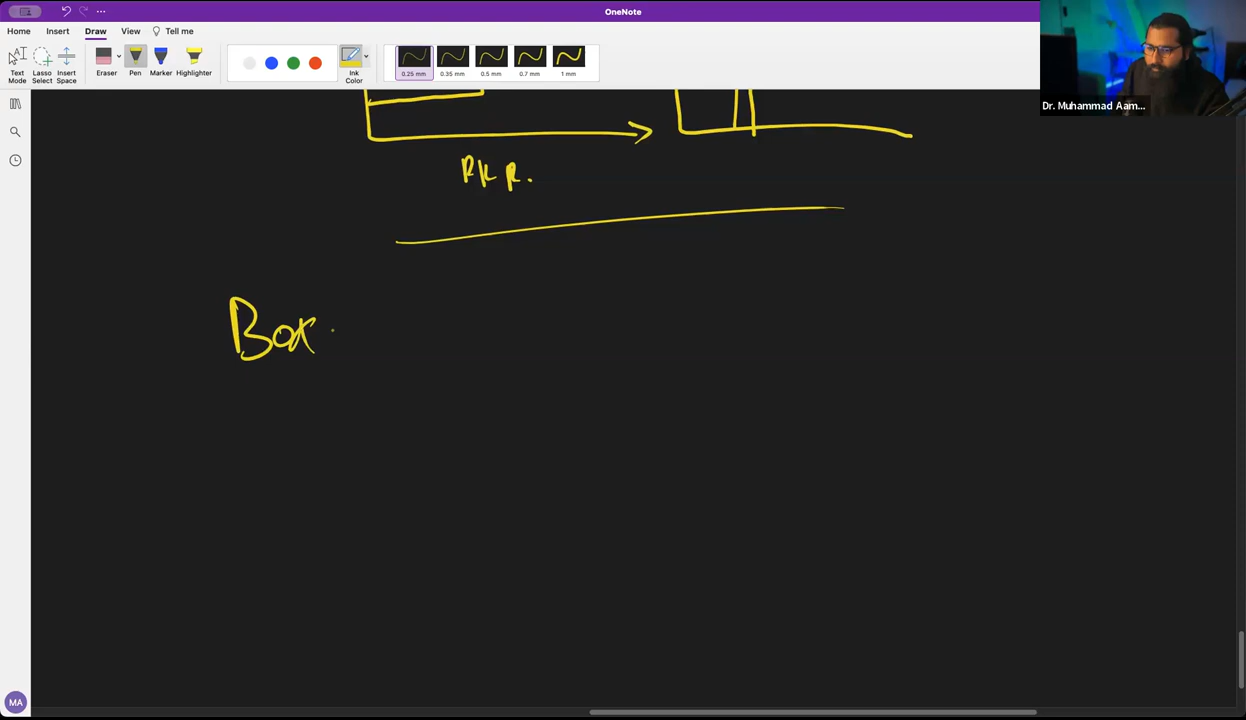 OneNote
Home Insert Draw View Tell me
Text Mode Lasso Select Insert Space Eraser Pen Marker Highlighter Ink Color 0.25 mm 0.35 mm 0.5 mm 0.7 mm 1 mm
Dr. Muhammad Aam...
PKR.
Box
MA